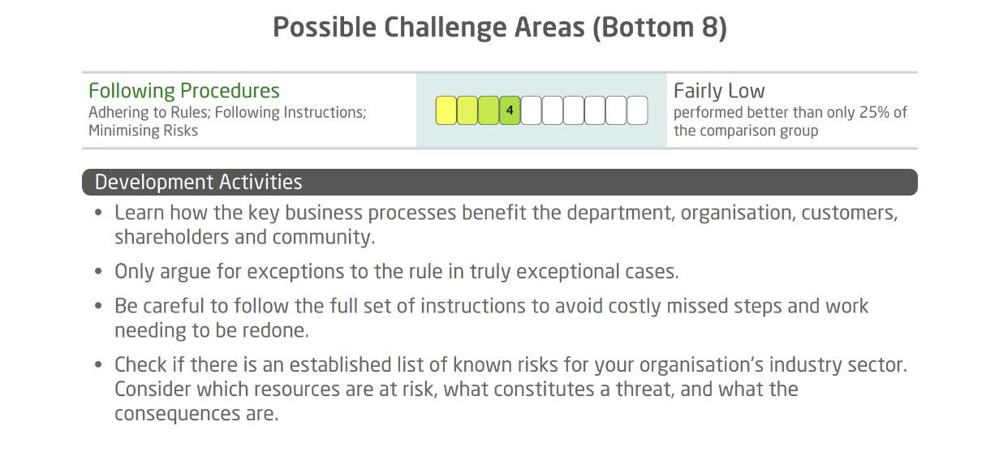 Possible Challenge Areas (Bottom 8)
Following Procedures
Adhering to Rules; Following Instructions;
Minimising Risks
4
Fairly Low
performed better than only 25% of
the comparison group
Development Activities
• Learn how the key business processes benefit the department, organisation, customers,
shareholders and community.
• Only argue for exceptions to the rule in truly exceptional cases.
• Be careful to follow the full set of instructions to avoid costly missed steps and work
needing to be redone.
• Check if there is an established list of known risks for your organisation's industry sector.
Consider which resources are at risk, what constitutes a threat, and what the
consequences are.